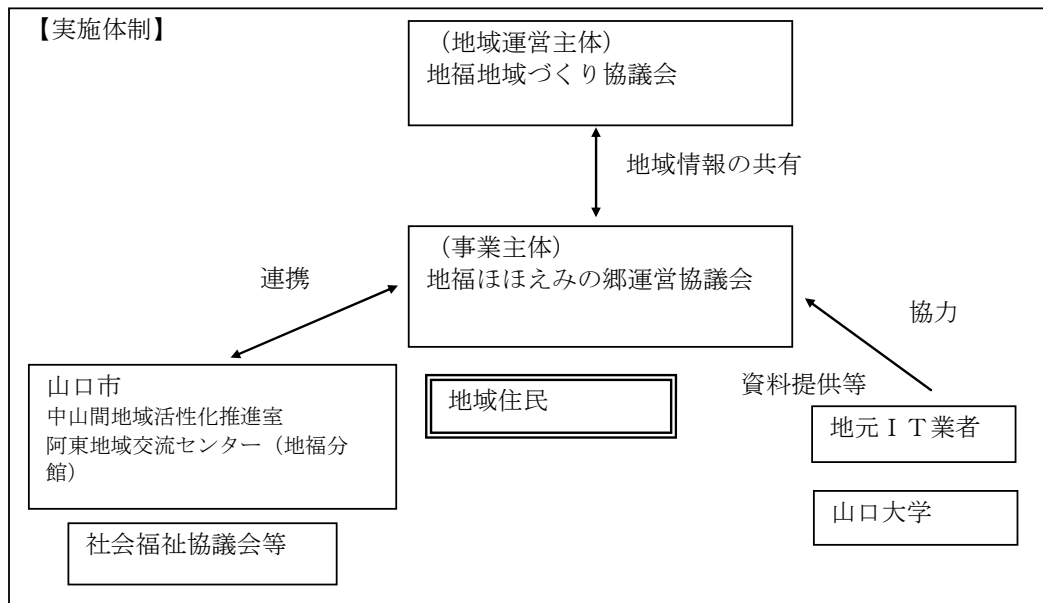 【実施体制】
（地域運営主体）
地福地域づくり協議会
地域情報の共有
（事業主体）
地福ほほえみの郷運営協議会
連携
協力
山口市
中山間地域活性化推進室
阿東地域交流センター（地福分
館）
地域住民
資料提供等
地元ＩＴ業者
山口大学
社会福祉協議会等